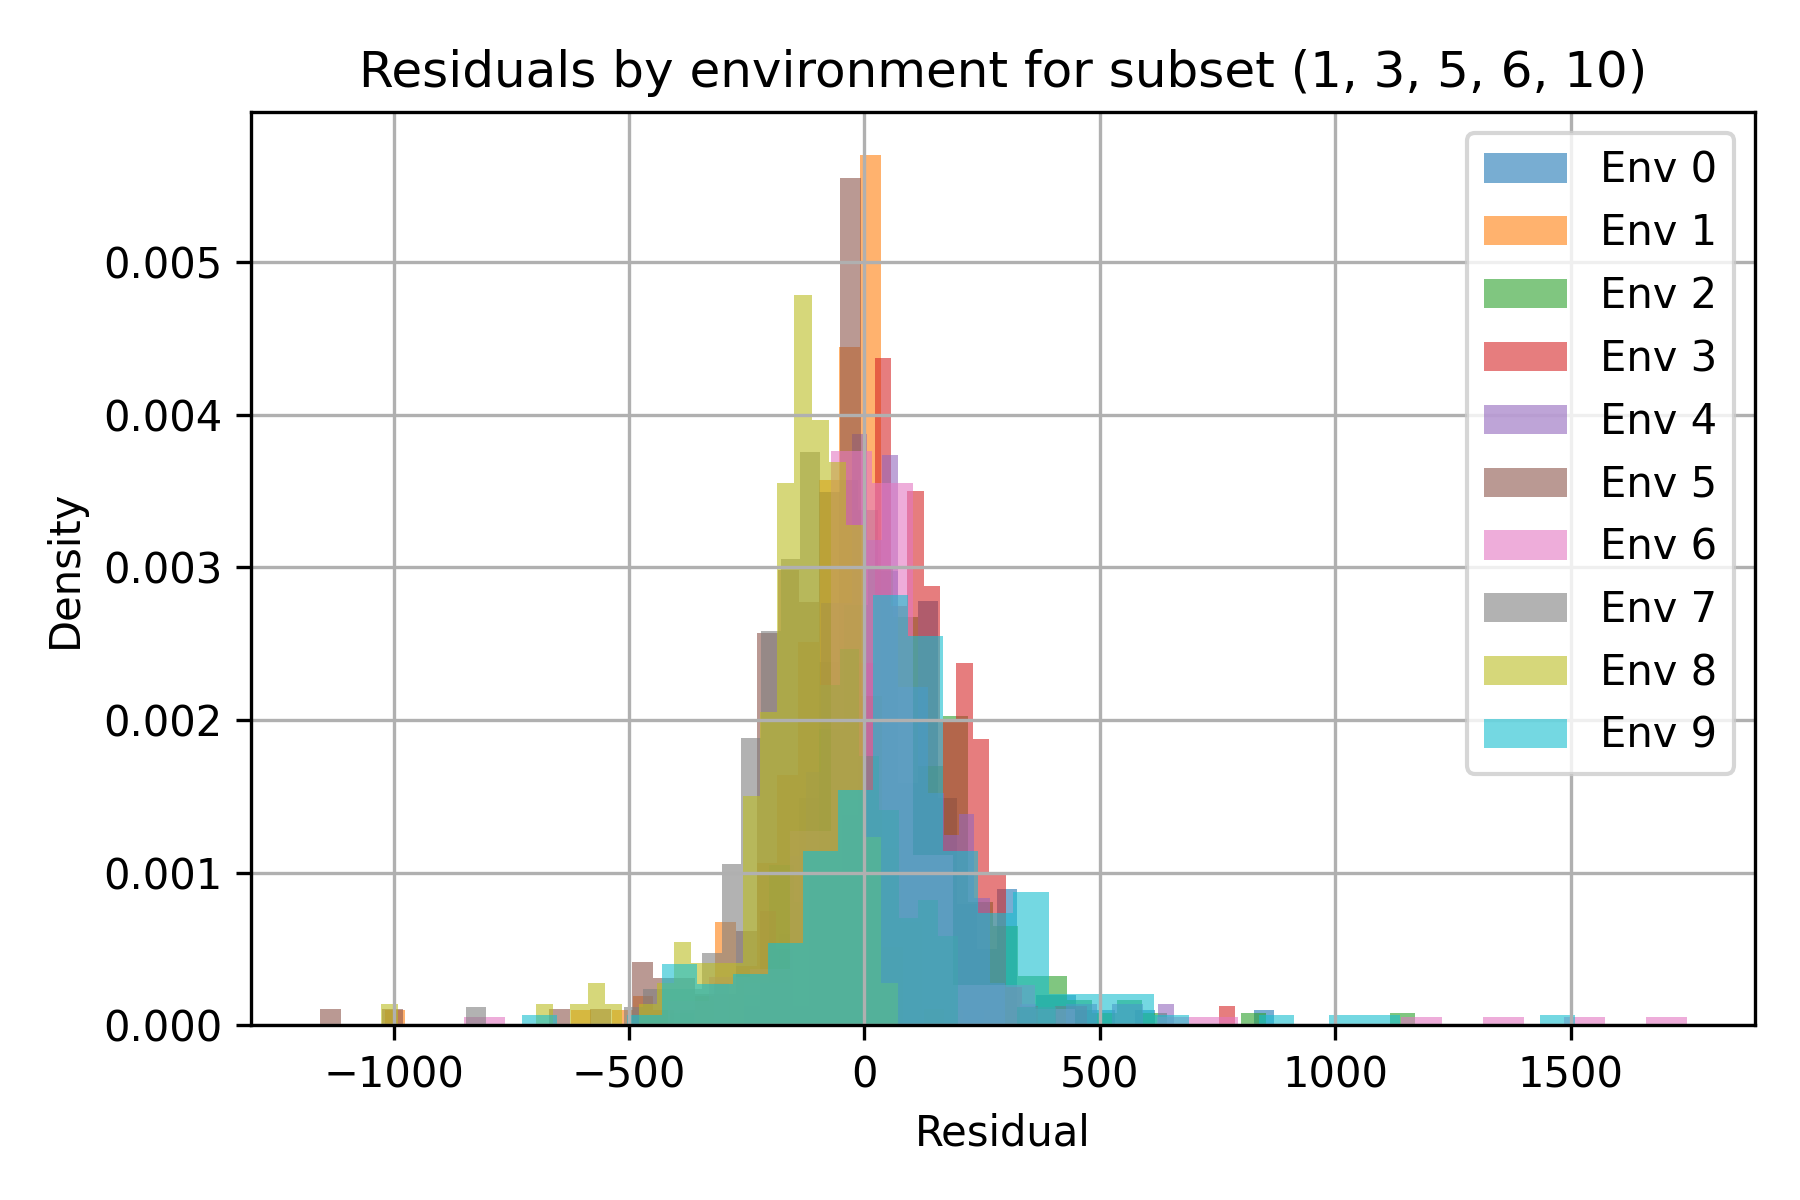 Residuals by environment for subset (1, 3, 5, 6, 10)
Env 0
Env 1
Env 2
Env 3
Env 4
Env 5
Env 6
Env 7
Env 8
Env 9
Density
0.005
0.004
0.003
0.002
0.001
0.000
−1000 −500 0 500 1000 1500
Residual